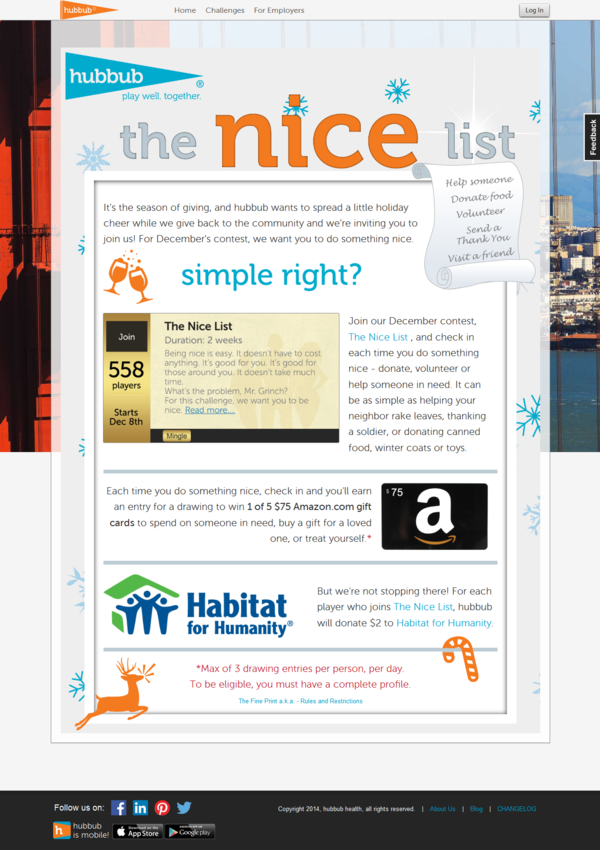 hubbub
Home Challenges For Employers
Log In
hubbub®
play well. together.
the nice list
Feedback
Help someone
Donate food
Volunteer
Send a
Thank You
Visit a friend
It's the season of giving, and hubbub wants to spread a little holiday
cheer while we give back to the community and we're inviting you to
join us! For December's contest, we want you to do something nice.
simple right?
Join
558
players
Starts
Dec 8th
The Nice List
Duration: 2 weeks
Being nice is easy. It doesn't have to cost
anything. It's good for you. It's good for
those around you. It doesn't take much
time.
What's the problem, Mr. Grinch?
For this challenge, we want you to be
nice. Read more...
Mingle
Join our December contest,
The Nice List , and check in
each time you do something
nice - donate, volunteer or
help someone in need. It can
be as simple as helping your
neighbor rake leaves, thanking
a soldier, or donating canned
food, winter coats or toys.
Each time you do something nice, check in and you'll earn
an entry for a drawing to win 1 of 5 $75 Amazon.com gift
cards to spend on someone in need, buy a gift for a loved
one, or treat yourself.*
$75
a
Habitat
for Humanity®
But we're not stopping there! For each
player who joins The Nice List, hubbub
will donate $2 to Habitat for Humanity.
*Max of 3 drawing entries per person, per day.
To be eligible, you must have a complete profile.
The Fine Print a.k.a. - Rules and Restrictions
Follow us on:
Copyright 2014, hubbub health, all rights reserved. | About Us | Blog | CHANGELOG
h
hubbub
is mobile!
Download on the
App Store
Google play